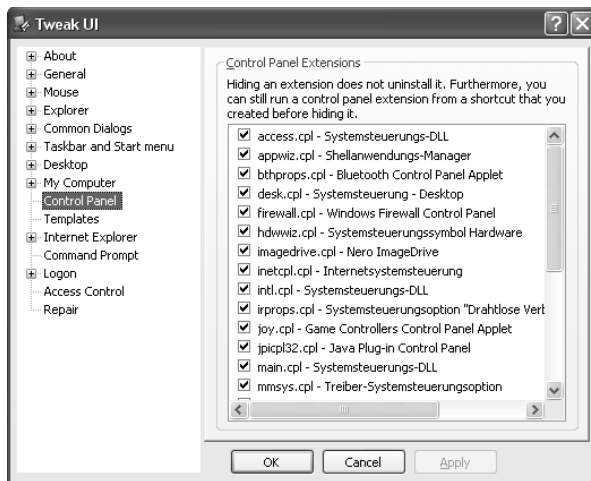 Tweak UI
About
General
Mouse
Explorer
Common Dialogs
Taskbar and Start menu
Desktop
My Computer
Control Panel
Templates
Internet Explorer
Command Prompt
Logon
Access Control
Repair
Control Panel Extensions
Hiding an extension does not uninstall it. Furthermore, you
can still run a control panel extension from a shortcut that you
created before hiding it.
access.cpl - Systemsteuerungs-DLL
appwiz.cpl - Shellanwendungs-Manager
bthprops.cpl - Bluetooth Control Panel Applet
desk.cpl - Systemsteuerung - Desktop
firewall.cpl - Windows Firewall Control Panel
hdwwiz.cpl - Systemsteuerungssymbol Hardware
imagedrive.cpl - Nero ImageDrive
inetcpl.cpl - Internetsystemsteuerung
intl.cpl - Systemsteuerungs-DLL
irprops.cpl - Systemsteuerungsoption "Drahtlose
joy.cpl - Game Controllers Control Panel Applet
jpicpl32.cpl - Java Plug-in Control Panel
main.cpl - Systemsteuerungs-DLL
mmsys.cpl - Treiber-Systemsteuerungsoption
OK Cancel Apply